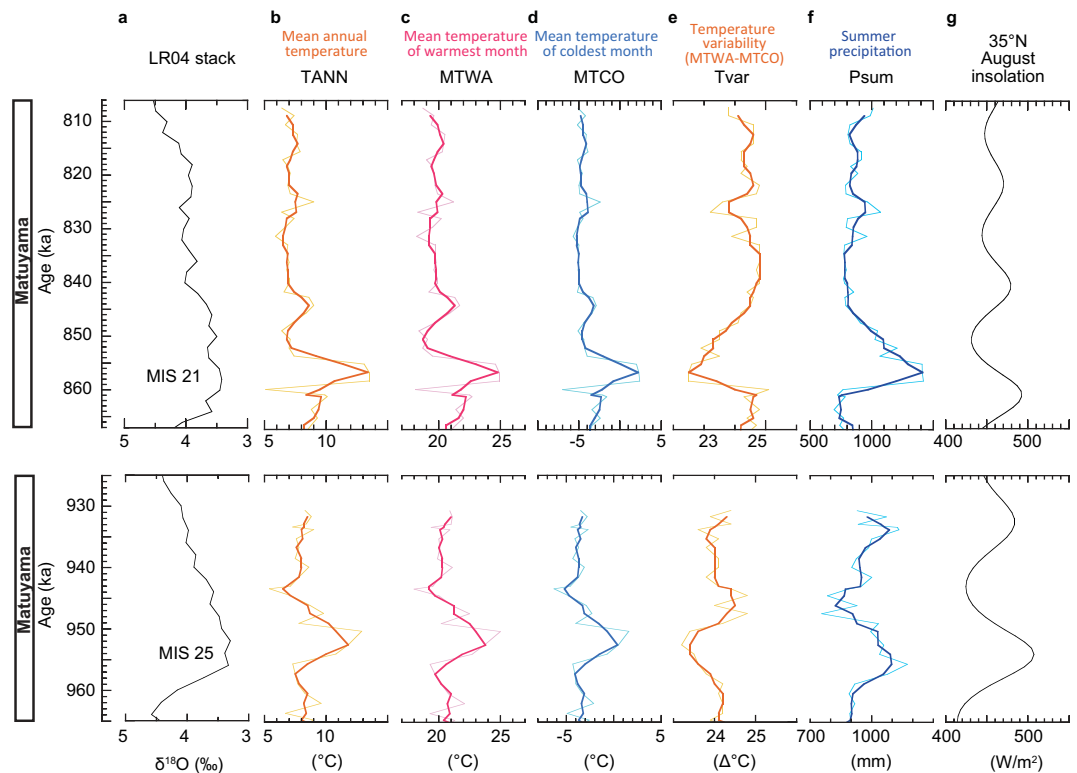 a b c d e f g
Mean annual
temperature
Mean temperature
of warmest month
Mean temperature
of coldest month
Temperature
variability
(MTWA-MTCO)
Summer
precipitation
35°N
August
insolation
LR04 stack TANN MTWA MTCO Tvar Psum
Matuyama
Age (ka)
810
820
830
840
850
860
MIS 21
5 4 3 5 10 20 25 -5 5 23 25 500 1000 400 500
Matuyama
Age (ka)
930
940
950
960
MIS 25
5 4 3 5 10 20 25 -5 5 24 25 700 1000 400 500
δ18O (‰) (°C) (°C) (°C) (Δ°C) (mm) (W/m²)